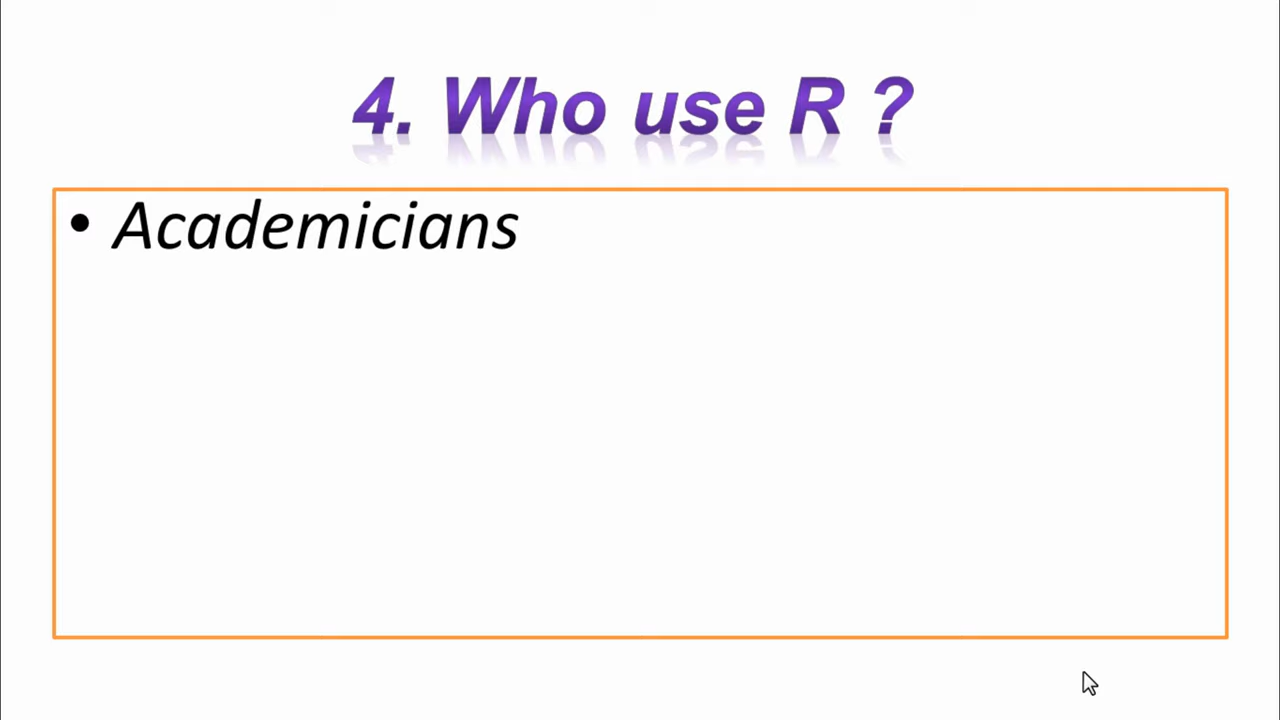 4. Who use R ?
• Academicians